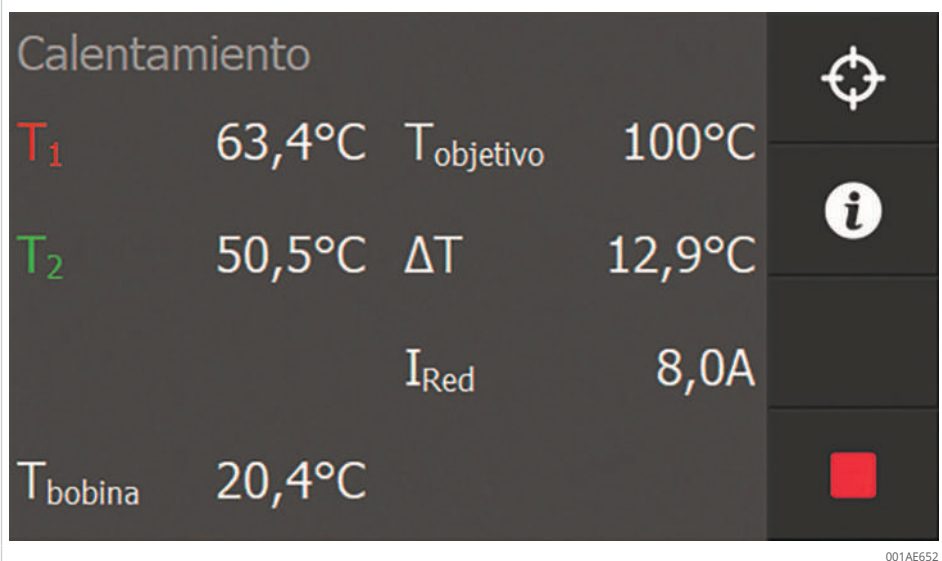 Calentamiento
T1 63,4°C Tobjetivo 100°C
T2 50,5°C ΔT 12,9°C
IRed 8,0A
Tbobina 20,4°C
i
001AE652